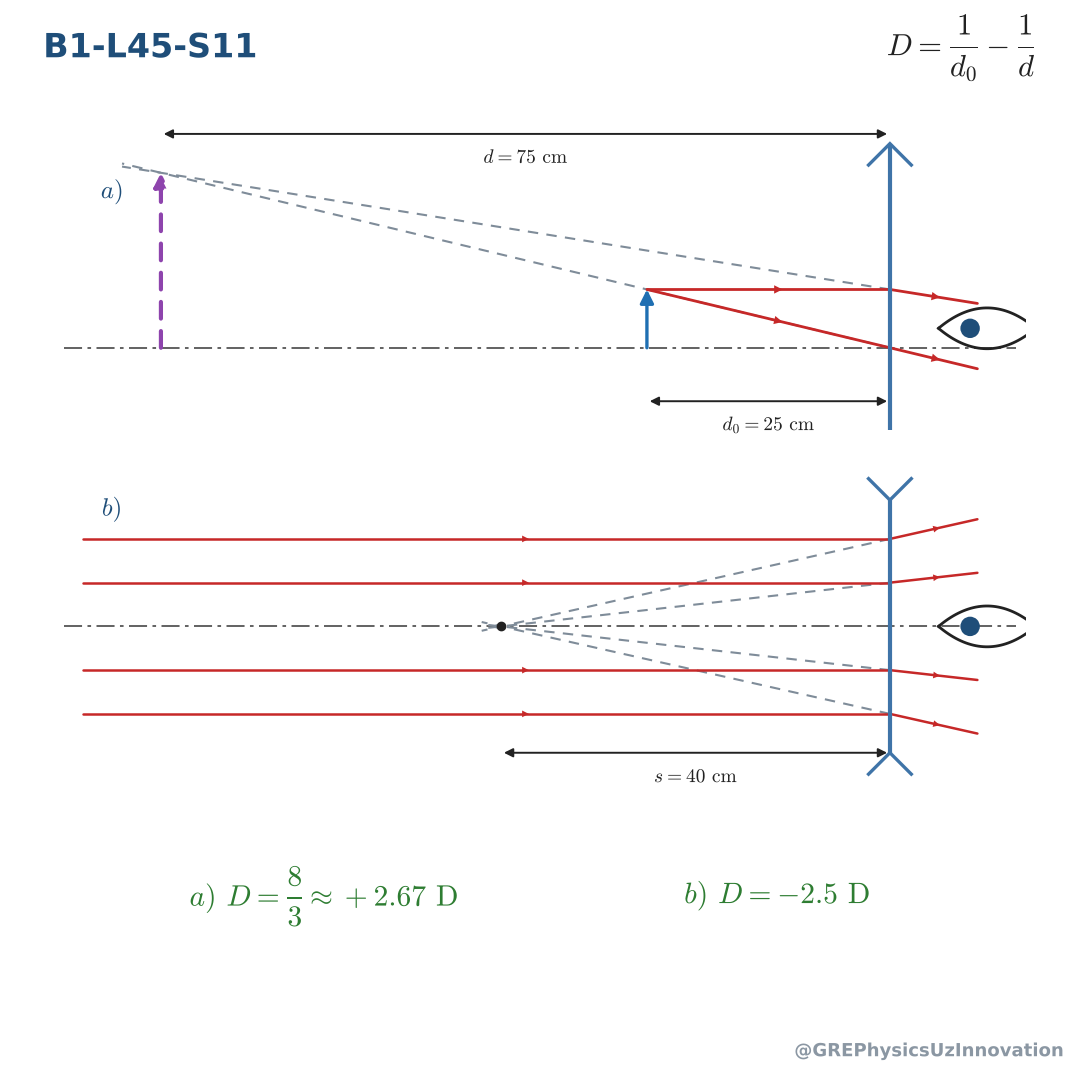 B1-L45-S11
D = 1/d₀ − 1/d
d = 75 cm
a)
d₀ = 25 cm
b)
s = 40 cm
a) D = 8/3 ≈ +2.67 D
b) D = −2.5 D
@GREPhysicsUzInnovation